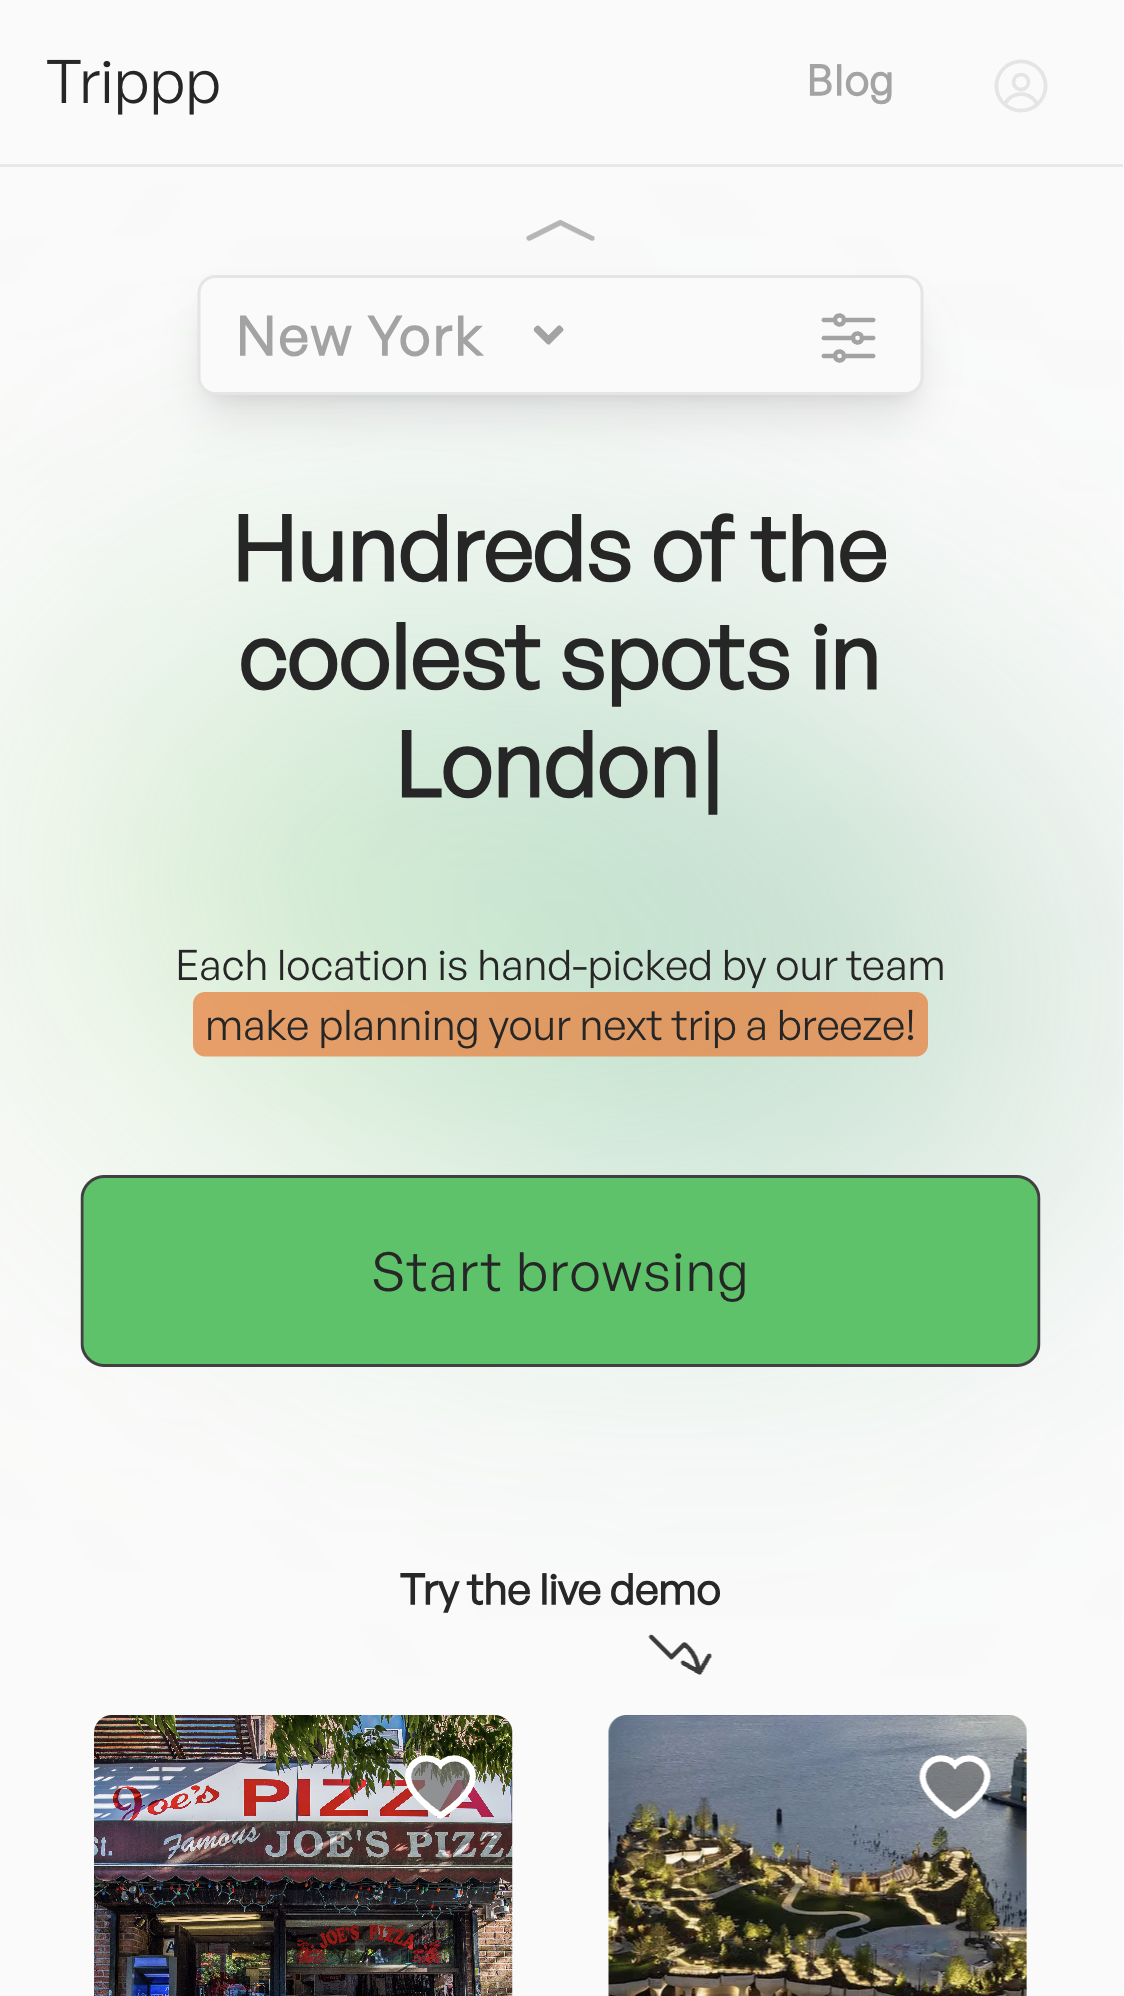 Trippp
Blog
New York
Hundreds of the
coolest spots in
London|
Each location is hand-picked by our team
make planning your next trip a breeze!
Start browsing
Try the live demo
Joe's PIZZA
St. Famous JOE'S PIZZA
JOE'S PIZZA
A